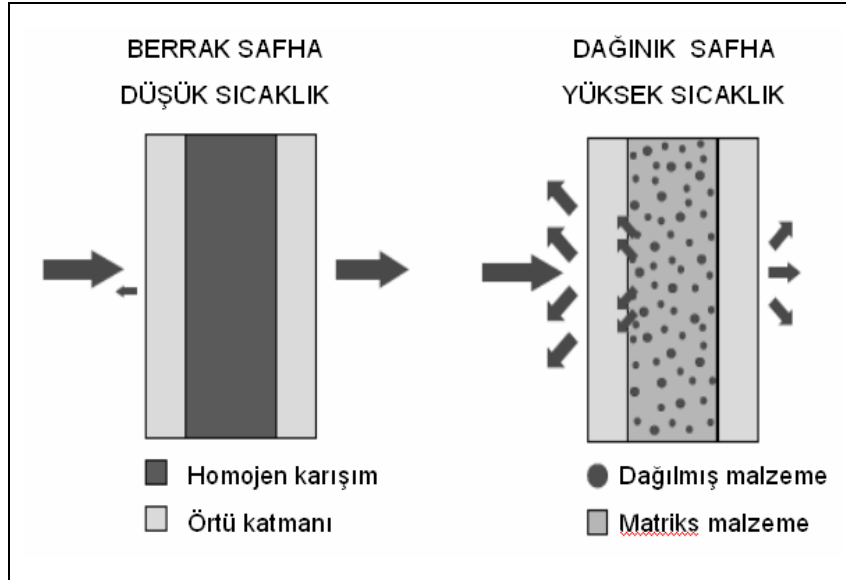 BERRAK SAFHA
DÜŞÜK SICAKLIK
DAĞINIK SAFHA
YÜKSEK SICAKLIK
Homojen karışım
Örtü katmanı
Dağılmış malzeme
Matriks malzeme